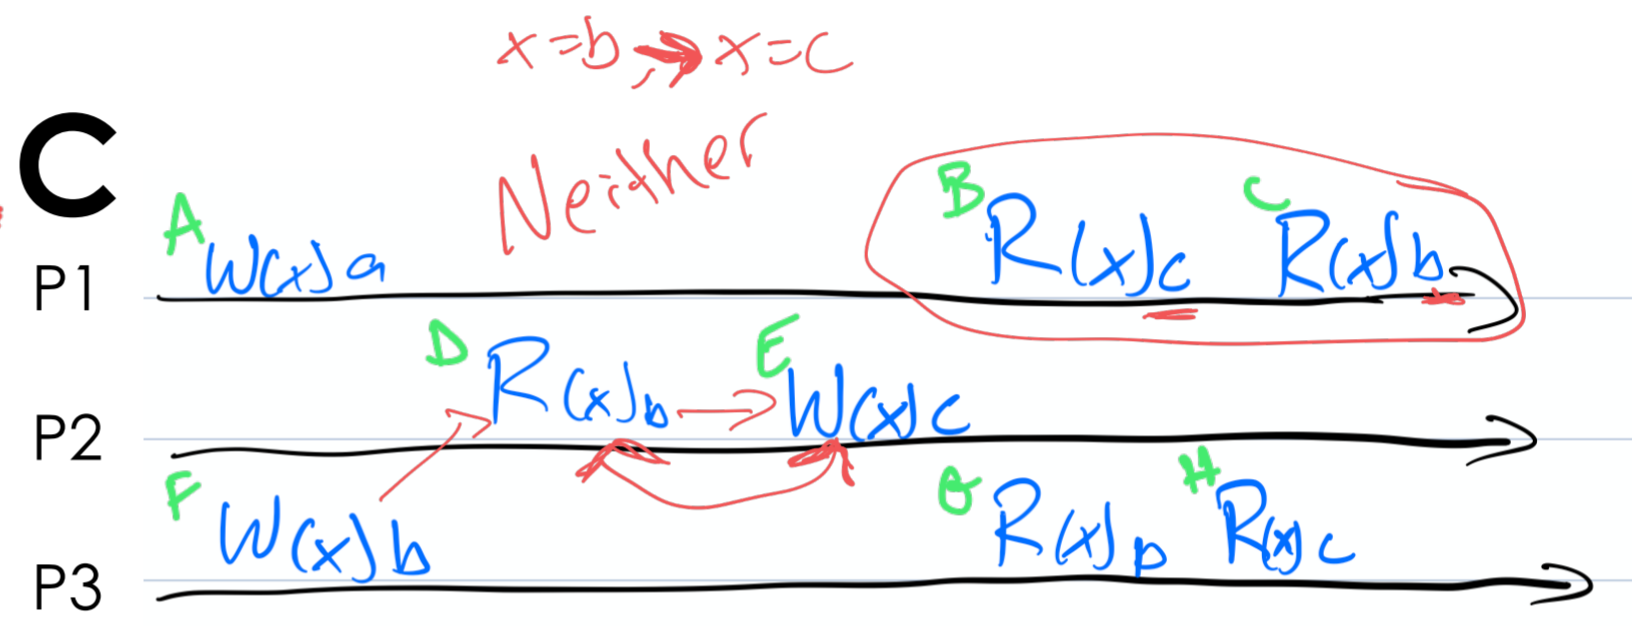 x=b → x=c
C
Neither
A B C
P1 W(x)a R(x)c R(x)b
D E
P2 R(x)b → W(x)c
F G H
P3 W(x)b R(x)b R(x)c